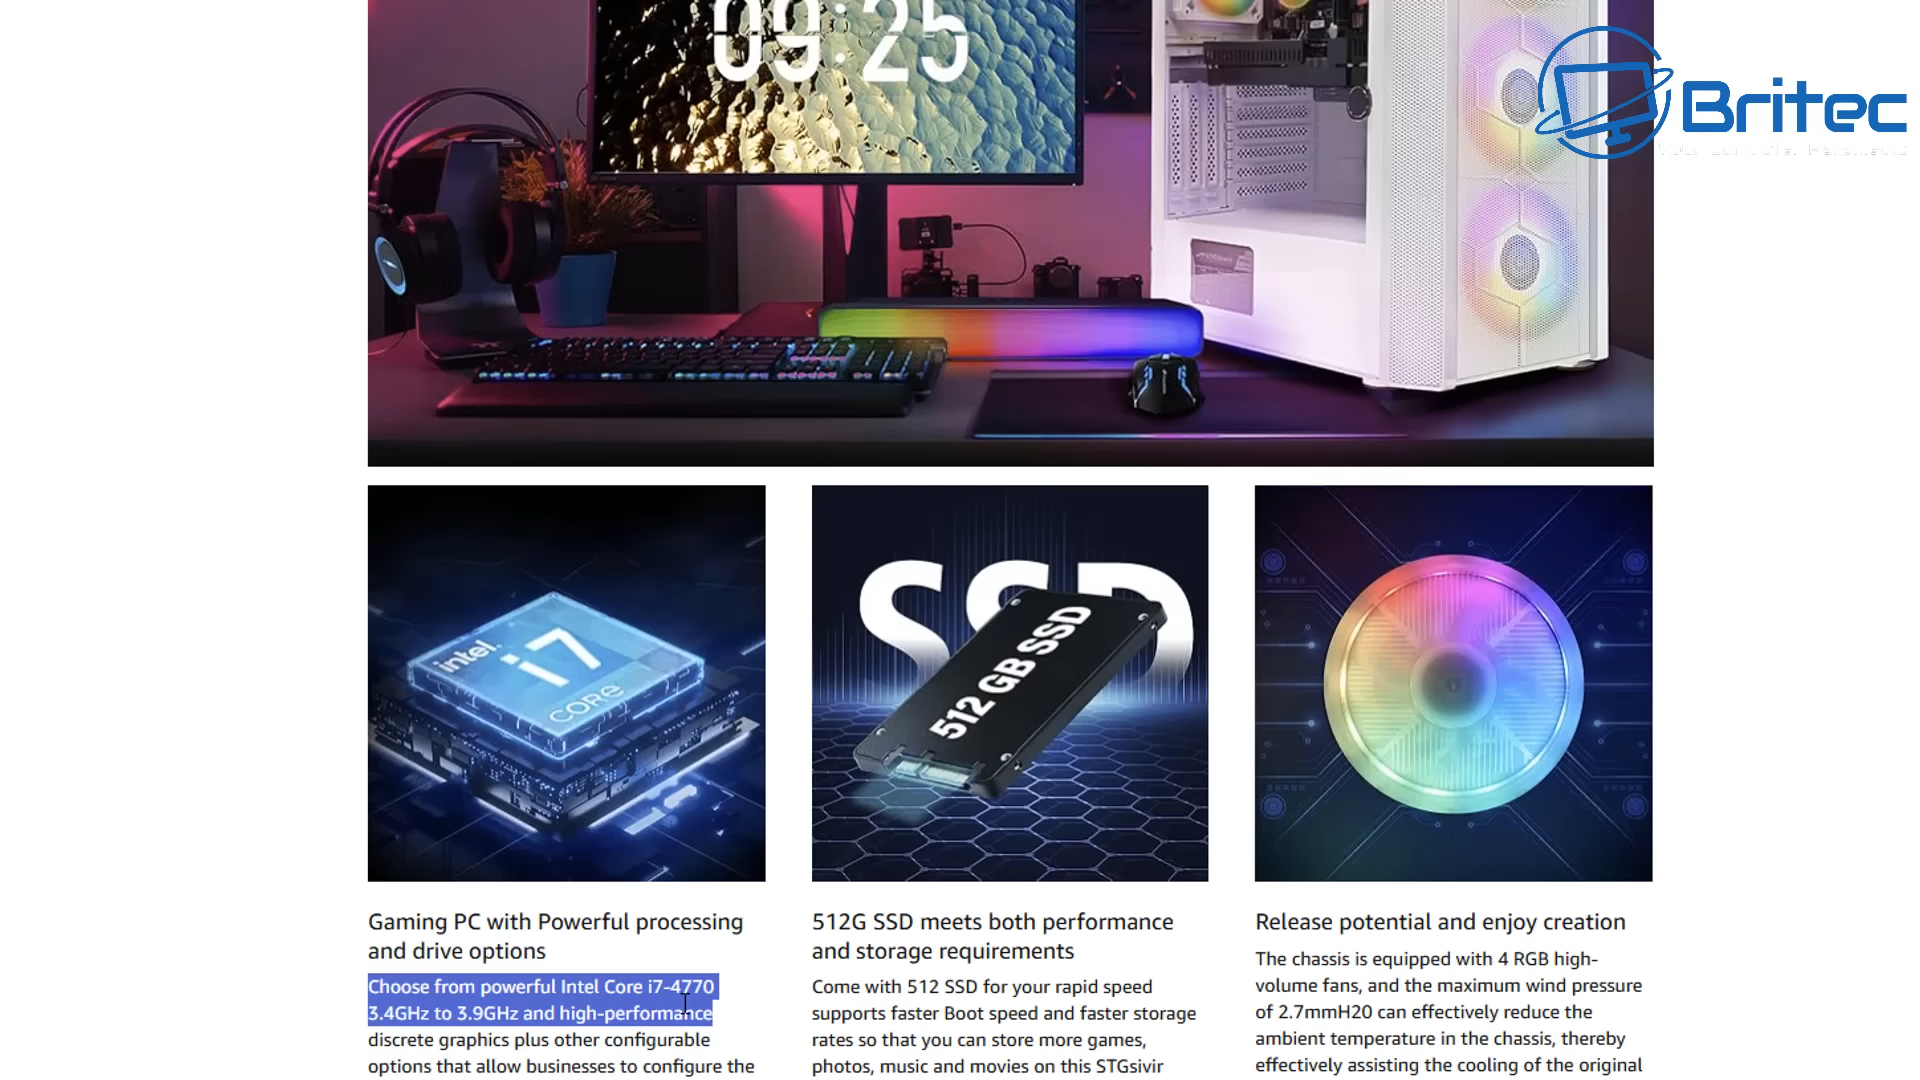 09:25
Britec
intel.
i7
CORE
SSD
512 GB SSD
Gaming PC with Powerful processing
and drive options
Choose from powerful Intel Core i7-4770
3.4GHz to 3.9GHz and high-performance
discrete graphics plus other configurable
options that allow businesses to configure the
512G SSD meets both performance
and storage requirements
Come with 512 SSD for your rapid speed
supports faster Boot speed and faster storage
rates so that you can store more games,
photos, music and movies on this STGsivir
Release potential and enjoy creation
The chassis is equipped with 4 RGB high-
volume fans, and the maximum wind pressure
of 2.7mmH20 can effectively reduce the
ambient temperature in the chassis, thereby
effectively assisting the cooling of the original